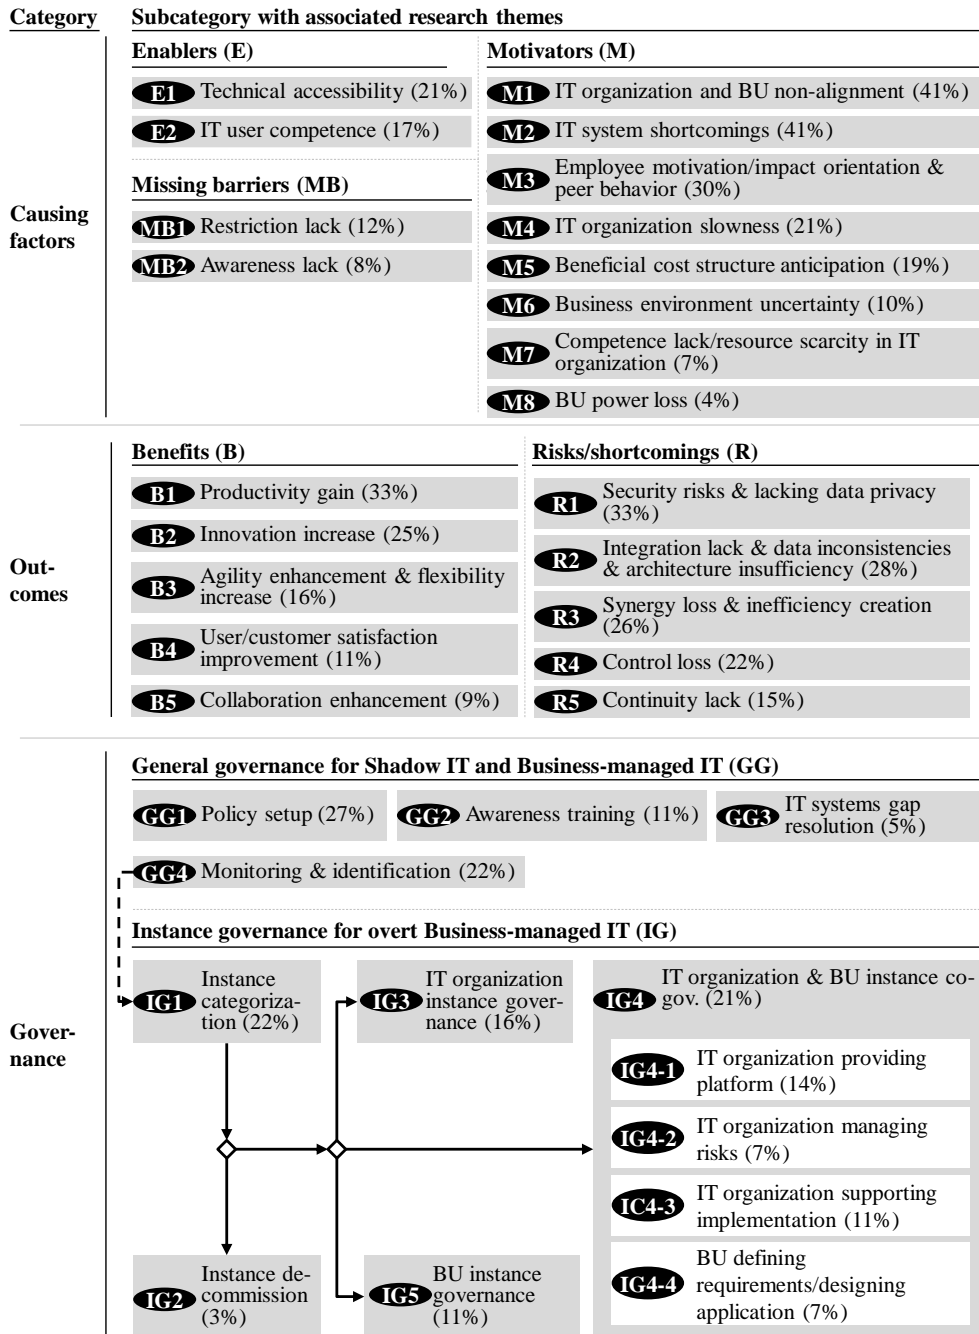 Category
Subcategory with associated research themes
Enablers (E)
E1 Technical accessibility (21%)
E2 IT user competence (17%)
Missing barriers (MB)
MB1 Restriction lack (12%)
MB2 Awareness lack (8%)
Motivators (M)
M1 IT organization and BU non-alignment (41%)
M2 IT system shortcomings (41%)
M3 Employee motivation/impact orientation &
peer behavior (30%)
M4 IT organization slowness (21%)
M5 Beneficial cost structure anticipation (19%)
M6 Business environment uncertainty (10%)
M7 Competence lack/resource scarcity in IT
organization (7%)
M8 BU power loss (4%)
Causing
factors
Benefits (B)
B1 Productivity gain (33%)
B2 Innovation increase (25%)
B3 Agility enhancement & flexibility
increase (16%)
B4 User/customer satisfaction
improvement (11%)
B5 Collaboration enhancement (9%)
Risks/shortcomings (R)
R1 Security risks & lacking data privacy
(33%)
R2 Integration lack & data inconsistencies
& architecture insufficiency (28%)
R3 Synergy loss & inefficiency creation
(26%)
R4 Control loss (22%)
R5 Continuity lack (15%)
Out-
comes
General governance for Shadow IT and Business-managed IT (GG)
GG1 Policy setup (27%)
GG2 Awareness training (11%)
GG3 IT systems gap
resolution (5%)
GG4 Monitoring & identification (22%)
Instance governance for overt Business-managed IT (IG)
IG1 Instance
categoriza-
tion (22%)
IG3 IT organization
instance gover-
nance (16%)
IG4 IT organization & BU instance co-
gov. (21%)
IG4-1 IT organization providing
platform (14%)
IG4-2 IT organization managing
risks (7%)
IC4-3 IT organization supporting
implementation (11%)
IG4-4 BU defining
requirements/designing
application (7%)
IG2 Instance de-
commission
(3%)
IG5 BU instance
governance
(11%)
Gover-
nance